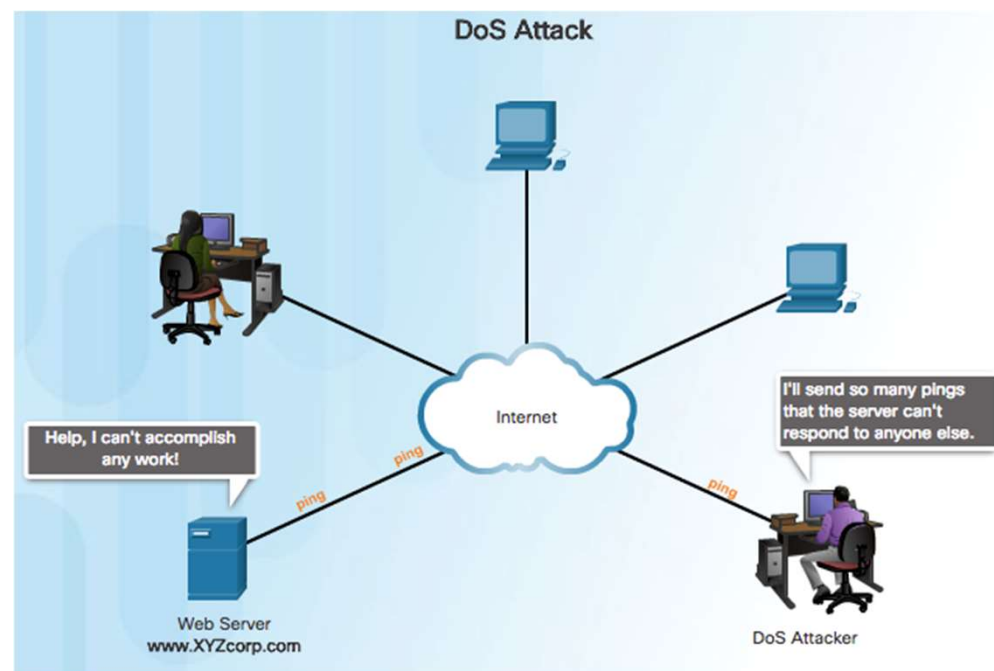 DoS Attack
I'll send so many pings
that the server can't
respond to anyone else.
Internet
Help, I can't accomplish
any work!
ping
ping
ping
Web Server
www.XYZcorp.com
DoS Attacker